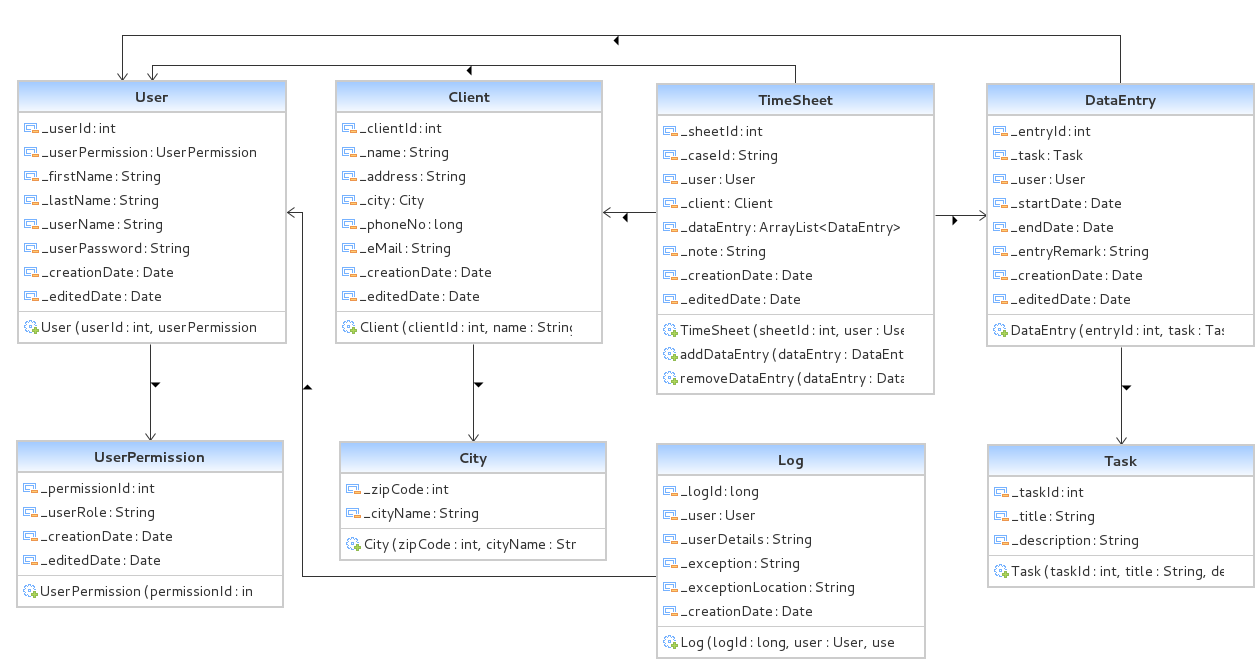 User
_userId : int
_userPermission : UserPermission
_firstName : String
_lastName : String
_userName : String
_userPassword : String
_creationDate : Date
_editedDate : Date
User (userId : int, userPermission
Client
_clientId : int
_name : String
_address : String
_city : City
_phoneNo : long
_eMail : String
_creationDate : Date
_editedDate : Date
Client (clientId : int, name : String
TimeSheet
_sheetId : int
_caseId : String
_user : User
_client : Client
_dataEntry : ArrayList<DataEntry>
_note : String
_creationDate : Date
_editedDate : Date
TimeSheet (sheetId : int, user : Use
addDataEntry (dataEntry : DataEnt
removeDataEntry (dataEntry : Data
DataEntry
_entryId : int
_task : Task
_user : User
_startDate : Date
_endDate : Date
_entryRemark : String
_creationDate : Date
_editedDate : Date
DataEntry (entryId : int, task : Tas
UserPermission
_permissionId : int
_userRole : String
_creationDate : Date
_editedDate : Date
UserPermission (permissionId : in
City
_zipCode : int
_cityName : String
City (zipCode : int, cityName : Str
Log
_logId : long
_user : User
_userDetails : String
_exception : String
_exceptionLocation : String
_creationDate : Date
Log (logId : long, user : User, use
Task
_taskId : int
_title : String
_description : String
Task (taskId : int, title : String, de